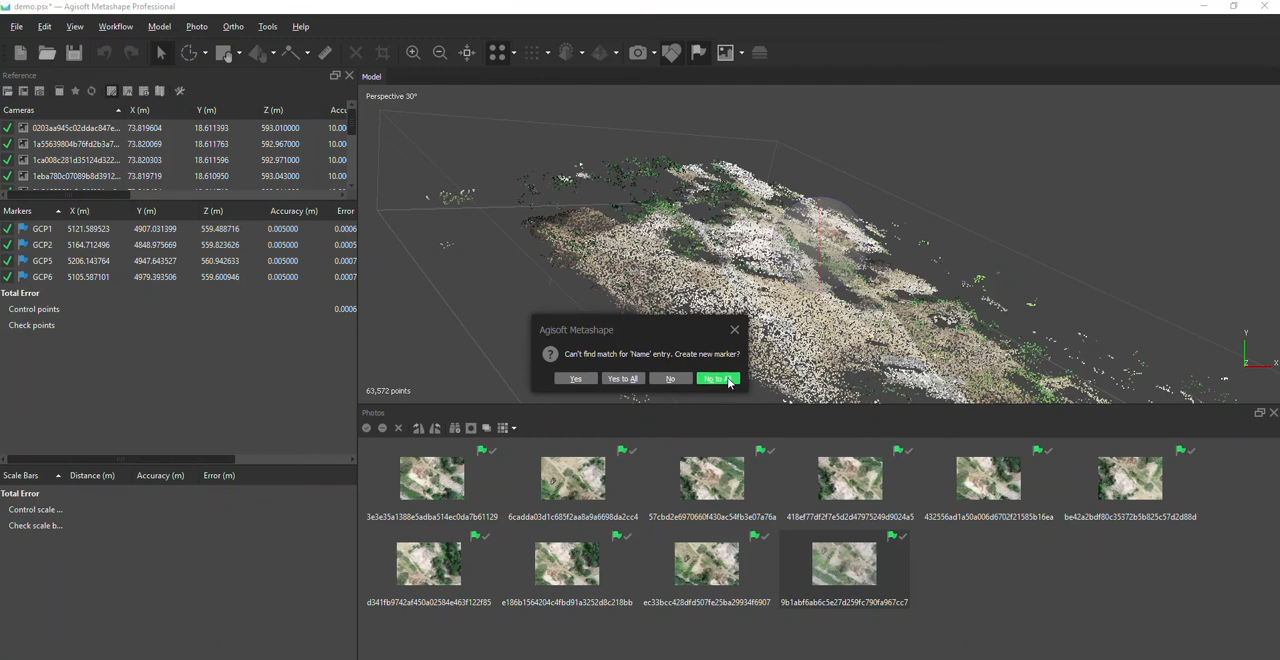 demo.psx* — Agisoft Metashape Professional
File Edit View Workflow Model Photo Ortho Tools Help
Reference
Cameras X (m) Y (m) Z (m) Accu
0203aa945c02ddac847e... 73.819604 18.611393 593.010000 10.00
1a55639804b76fd2b3a7... 73.820069 18.611763 592.967000 10.00
1ca008c281d35124d322... 73.820303 18.611596 592.971000 10.00
1eba780c07089b8d3912... 73.819719 18.610950 593.043000 10.00
Markers X (m) Y (m) Z (m) Accuracy (m) Error
GCP1 5121.589523 4907.031399 559.488716 0.005000 0.0006
GCP2 5164.712496 4848.975669 559.823626 0.005000 0.0005
GCP5 5206.143764 4947.643527 560.942633 0.005000 0.0007
GCP6 5105.587101 4979.393506 559.600946 0.005000 0.0007
Total Error
Control points 0.0006
Check points
Scale Bars Distance (m) Accuracy (m) Error (m)
Total Error
Control scale ...
Check scale b...
Model
Perspective 30°
Y
Z X
63,572 points
Agisoft Metashape
Can't find match for 'Name' entry. Create new marker?
Yes Yes to All No No to All
Photos
3e3e35a1388e5adba514ec0da7b61129 6cadda03d1c685f2aa8a9a6698da2cc4 57cbd2e6970660f430ac54fb3e07a76a 418ef77df2f7e5d2d47975249d9024a5 432556ad1a50a006d6702f21585b16ea be42a2bdf80c35372b5b825c57d2d88d
d341fb9742af450a02584e463f122f85 e186b1564204c4fbd91a3252d8c218bb ec33bcc428dfd507fe25ba29934f6907 9b1abf6ab6c5e27d259fc790fa967cc7